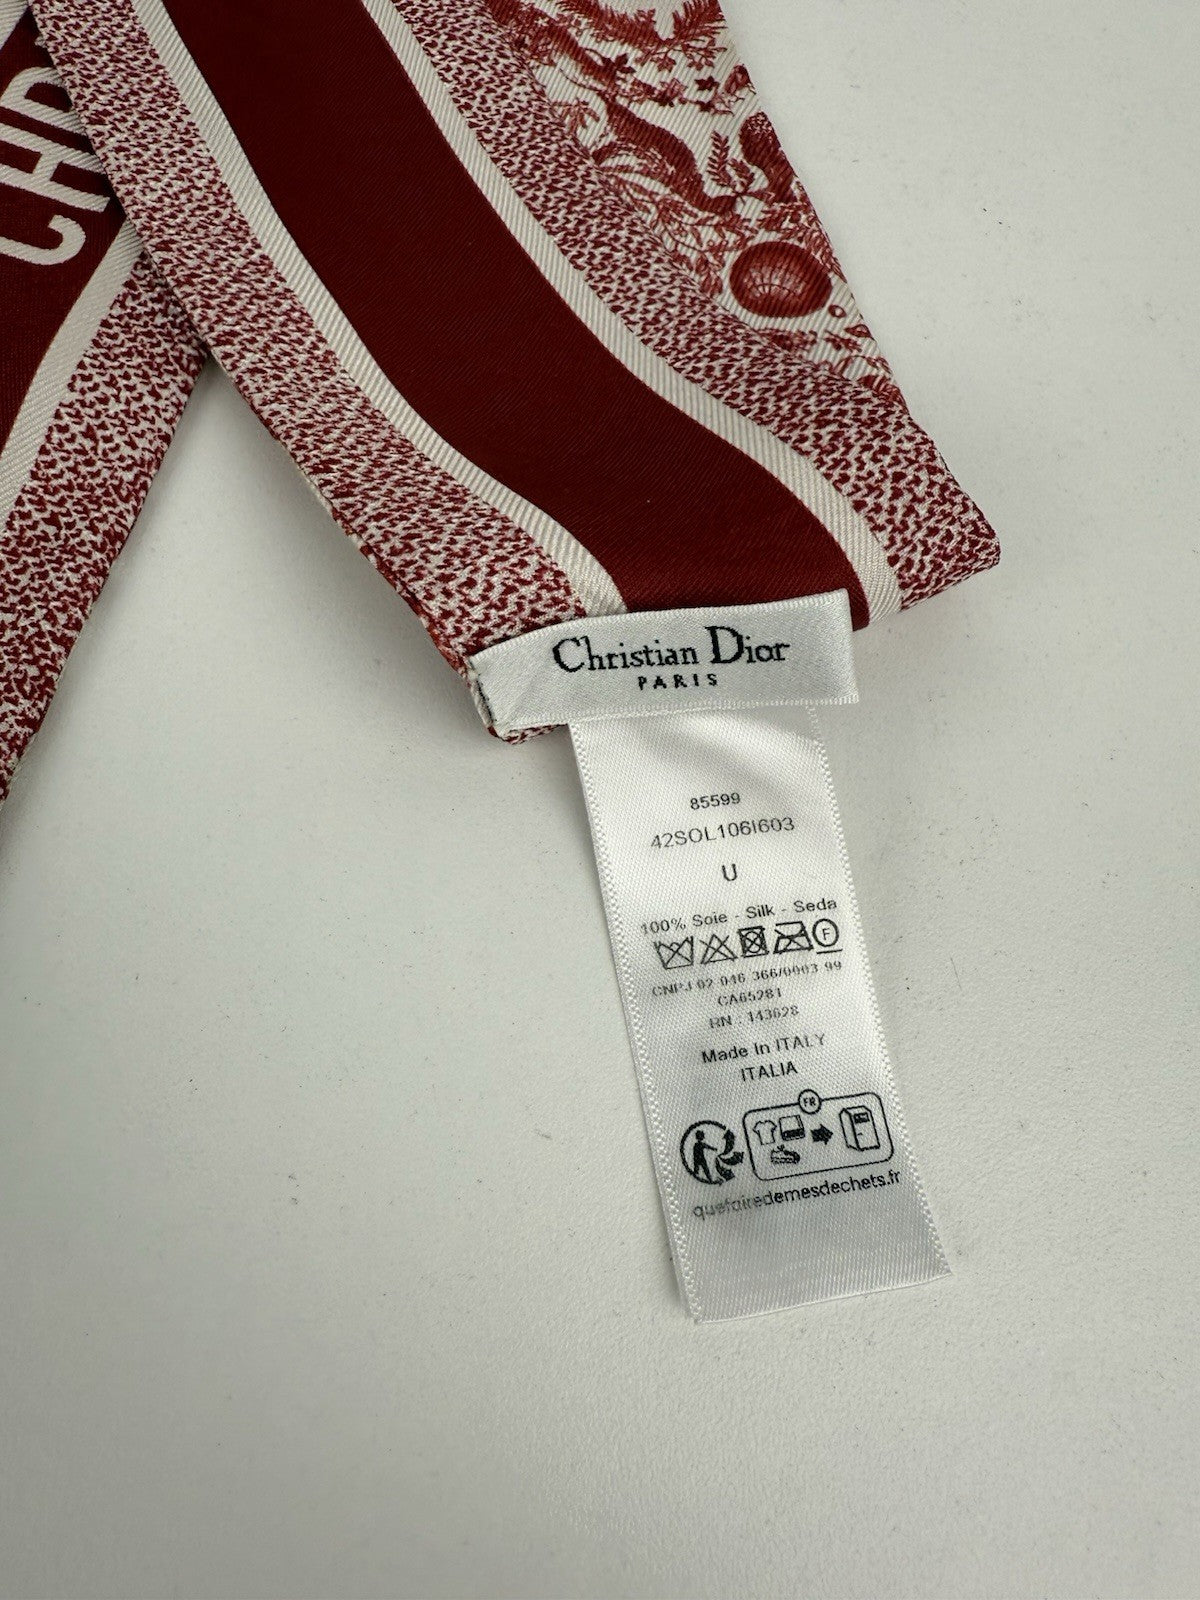 CHR
Christian Dior
PARIS
85599
42SOL106I603
U
100% Soie - Silk - Seda
F
CNPJ 02 046 366/0003 99
CA65281
RN : 143628
Made In ITALY
ITALIA
FR
quefairedemesdechets.fr